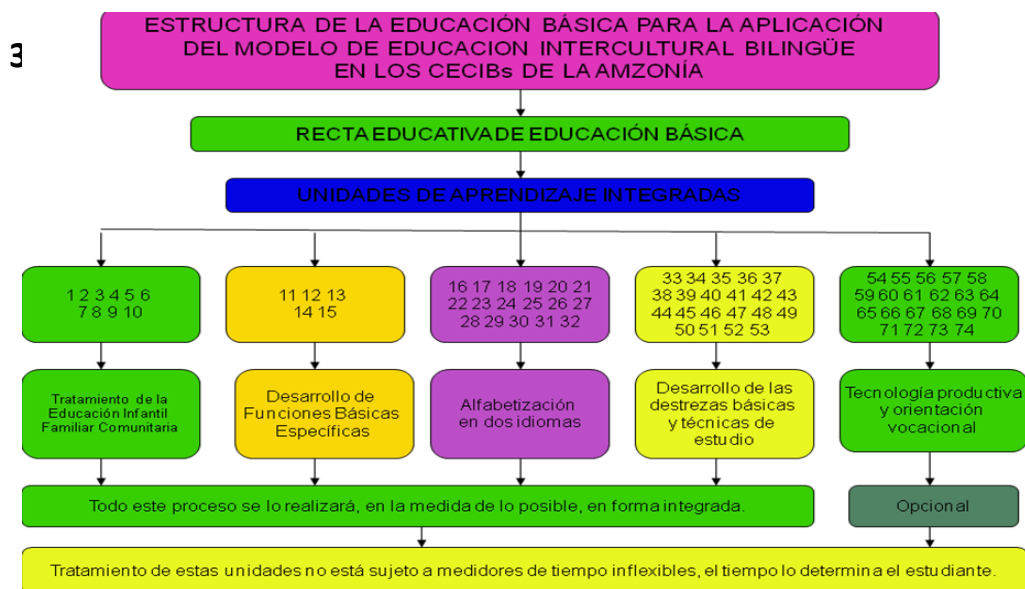 3
ESTRUCTURA DE LA EDUCACIÓN BÁSICA PARA LA APLICACIÓN
DEL MODELO DE EDUCACION INTERCULTURAL BILINGÜE
EN LOS CECIBs DE LA AMZONÍA
RECTA EDUCATIVA DE EDUCACIÓN BÁSICA
UNIDADES DE APRENDIZAJE INTEGRADAS
1 2 3 4 5 6
7 8 9 10
11 12 13
14 15
16 17 18 19 20 21
22 23 24 25 26 27
28 29 30 31 32
33 34 35 36 37
38 39 40 41 42 43
44 45 46 47 48 49
50 51 52 53
54 55 56 57 58
59 60 61 62 63 64
65 66 67 68 69 70
71 72 73 74
Tratamiento de la
Educación Infantil
Familiar Comunitaria
Desarrollo de
Funciones Básicas
Específicas
Alfabetización
en dos idiomas
Desarrollo de las
destrezas básicas
y técnicas de
estudio
Tecnología productiva
y orientación
vocacional
Todo este proceso se lo realizará, en la medida de lo posible, en forma integrada.
Opcional
Tratamiento de estas unidades no está sujeto a medidores de tiempo inflexibles, el tiempo lo determina el estudiante.